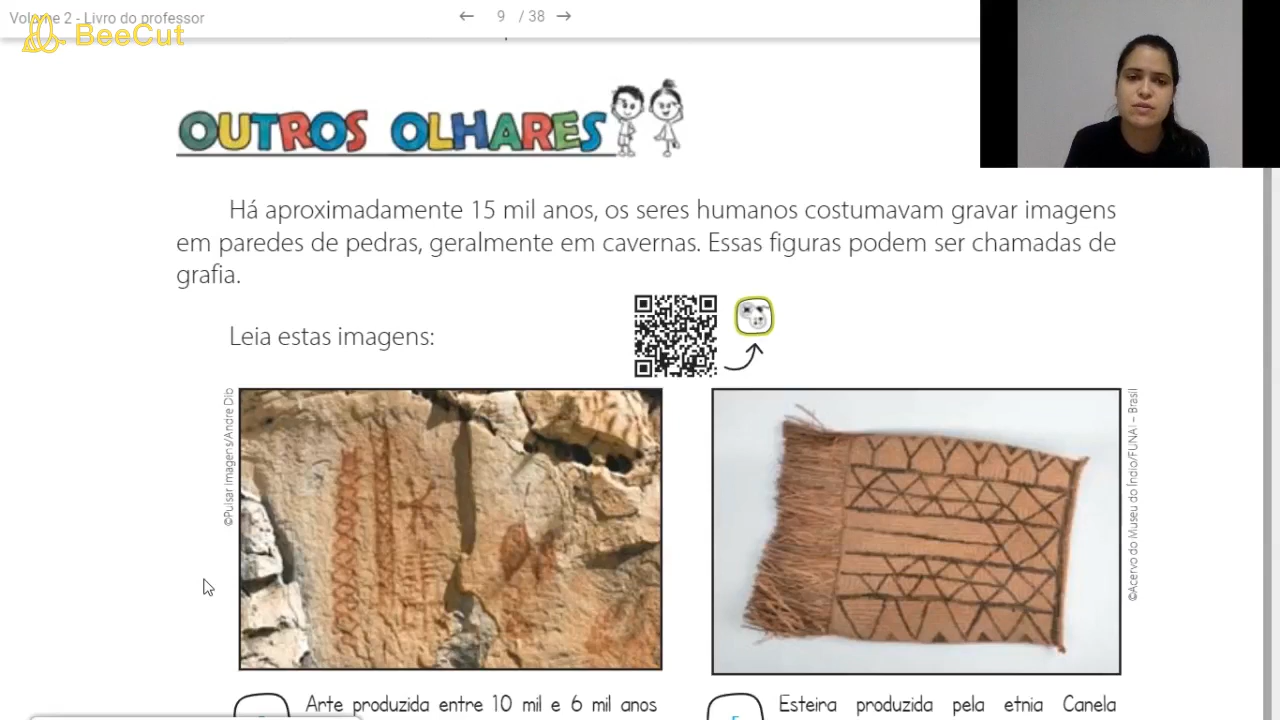 Volume 2 - Livro do professor
9 / 38
BeeCut
OUTROS OLHARES
Há aproximadamente 15 mil anos, os seres humanos costumavam gravar imagens
em paredes de pedras, geralmente em cavernas. Essas figuras podem ser chamadas de
grafia.
Leia estas imagens:
©Pulsar Imagens/Andre Dib
©Acervo do Museu do Índio/FUNAI – Brasil
Arte produzida entre 10 mil e 6 mil anos
Esteira produzida pela etnia Canela